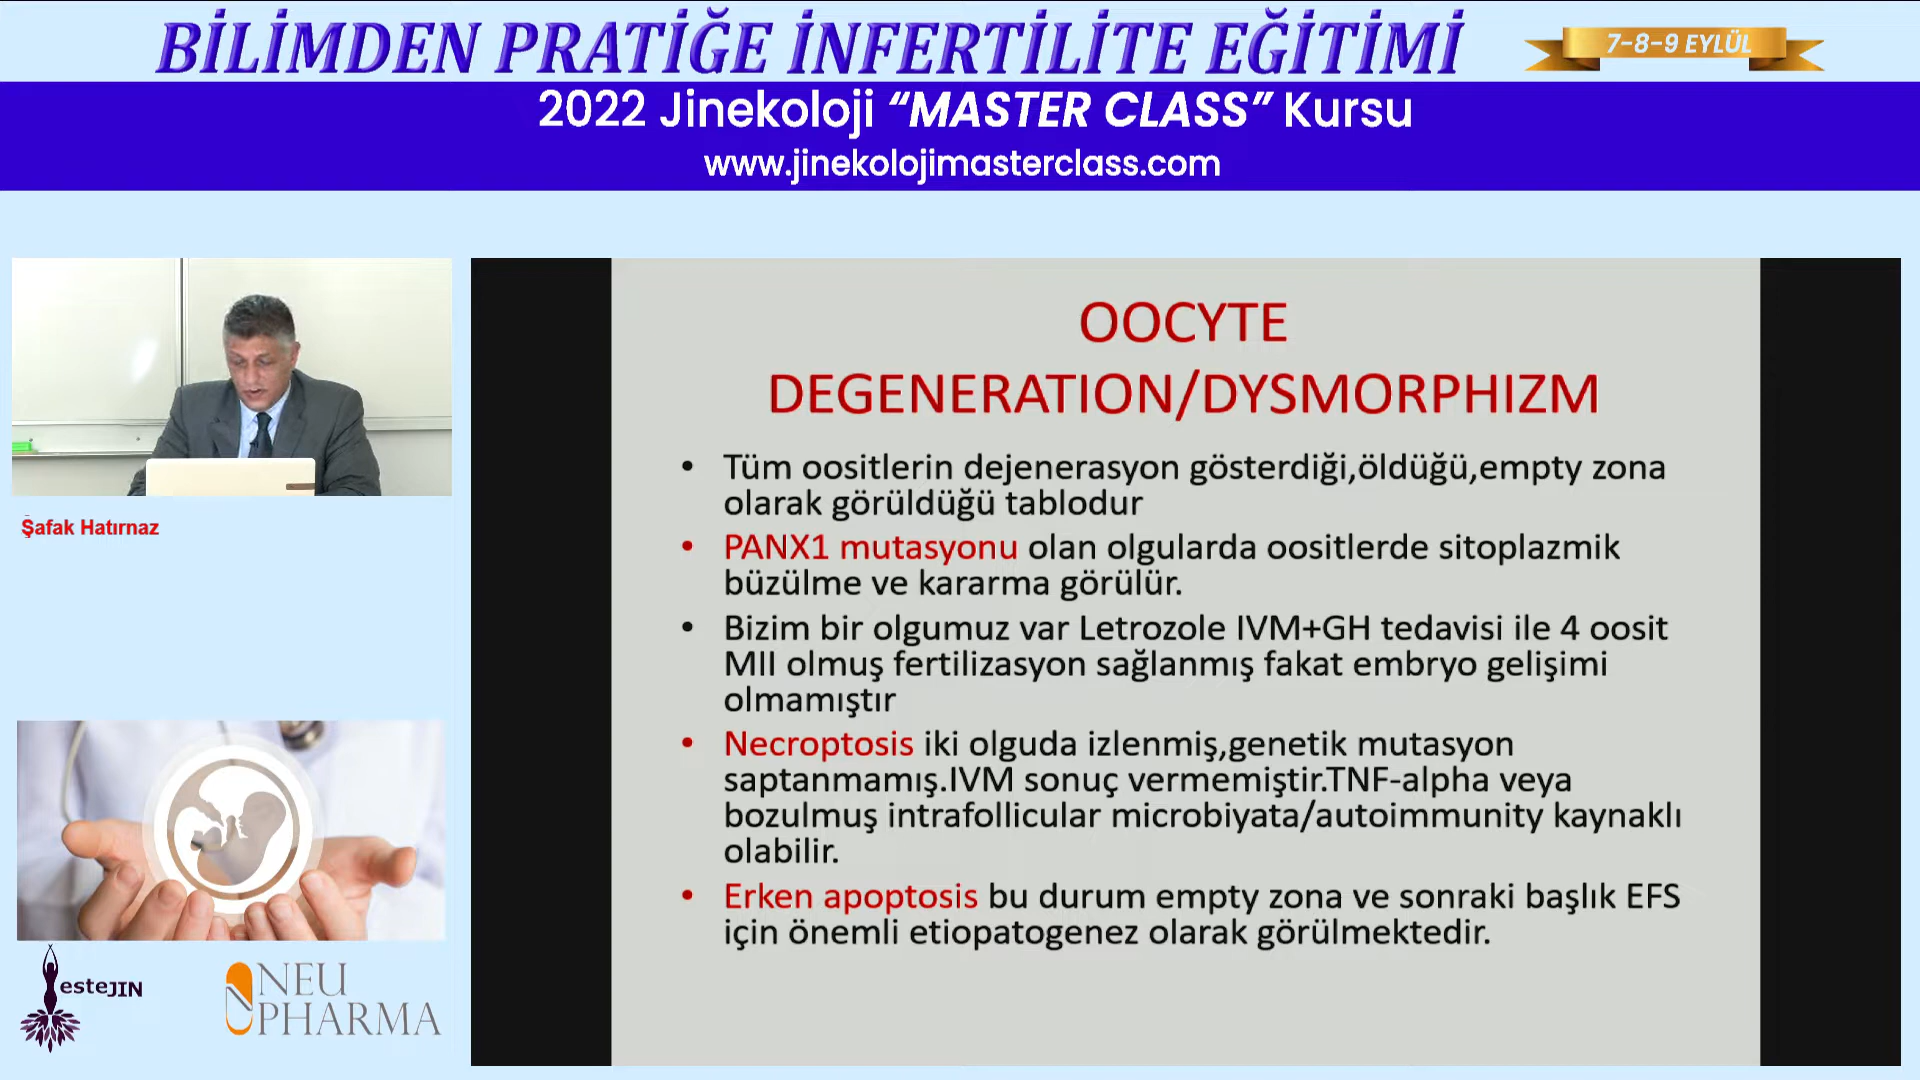 BİLİMDEN PRATİĞE İNFERTİLİTE EĞİTİMİ
7-8-9 EYLÜL
2022 Jinekoloji “MASTER CLASS” Kursu
www.jinekolojimasterclass.com
Şafak Hatırnaz
OOCYTE
DEGENERATION/DYSMORPHIZM
• Tüm oositlerin dejenerasyon gösterdiği,öldüğü,empty zona
olarak görüldüğü tablodur
• PANX1 mutasyonu olan olgularda oositlerde sitoplazmik
büzülme ve kararma görülür.
• Bizim bir olgumuz var Letrozole IVM+GH tedavisi ile 4 oosit
MII olmuş fertilizasyon sağlanmış fakat embryo gelişimi
olmamıştır
• Necroptosis iki olguda izlenmiş,genetik mutasyon
saptanmamış.IVM sonuç vermemiştir.TNF-alpha veya
bozulmuş intrafollicular microbiyata/autoimmunity kaynaklı
olabilir.
• Erken apoptosis bu durum empty zona ve sonraki başlık EFS
için önemli etiopatogenez olarak görülmektedir.
esteJIN
NEU
PHARMA